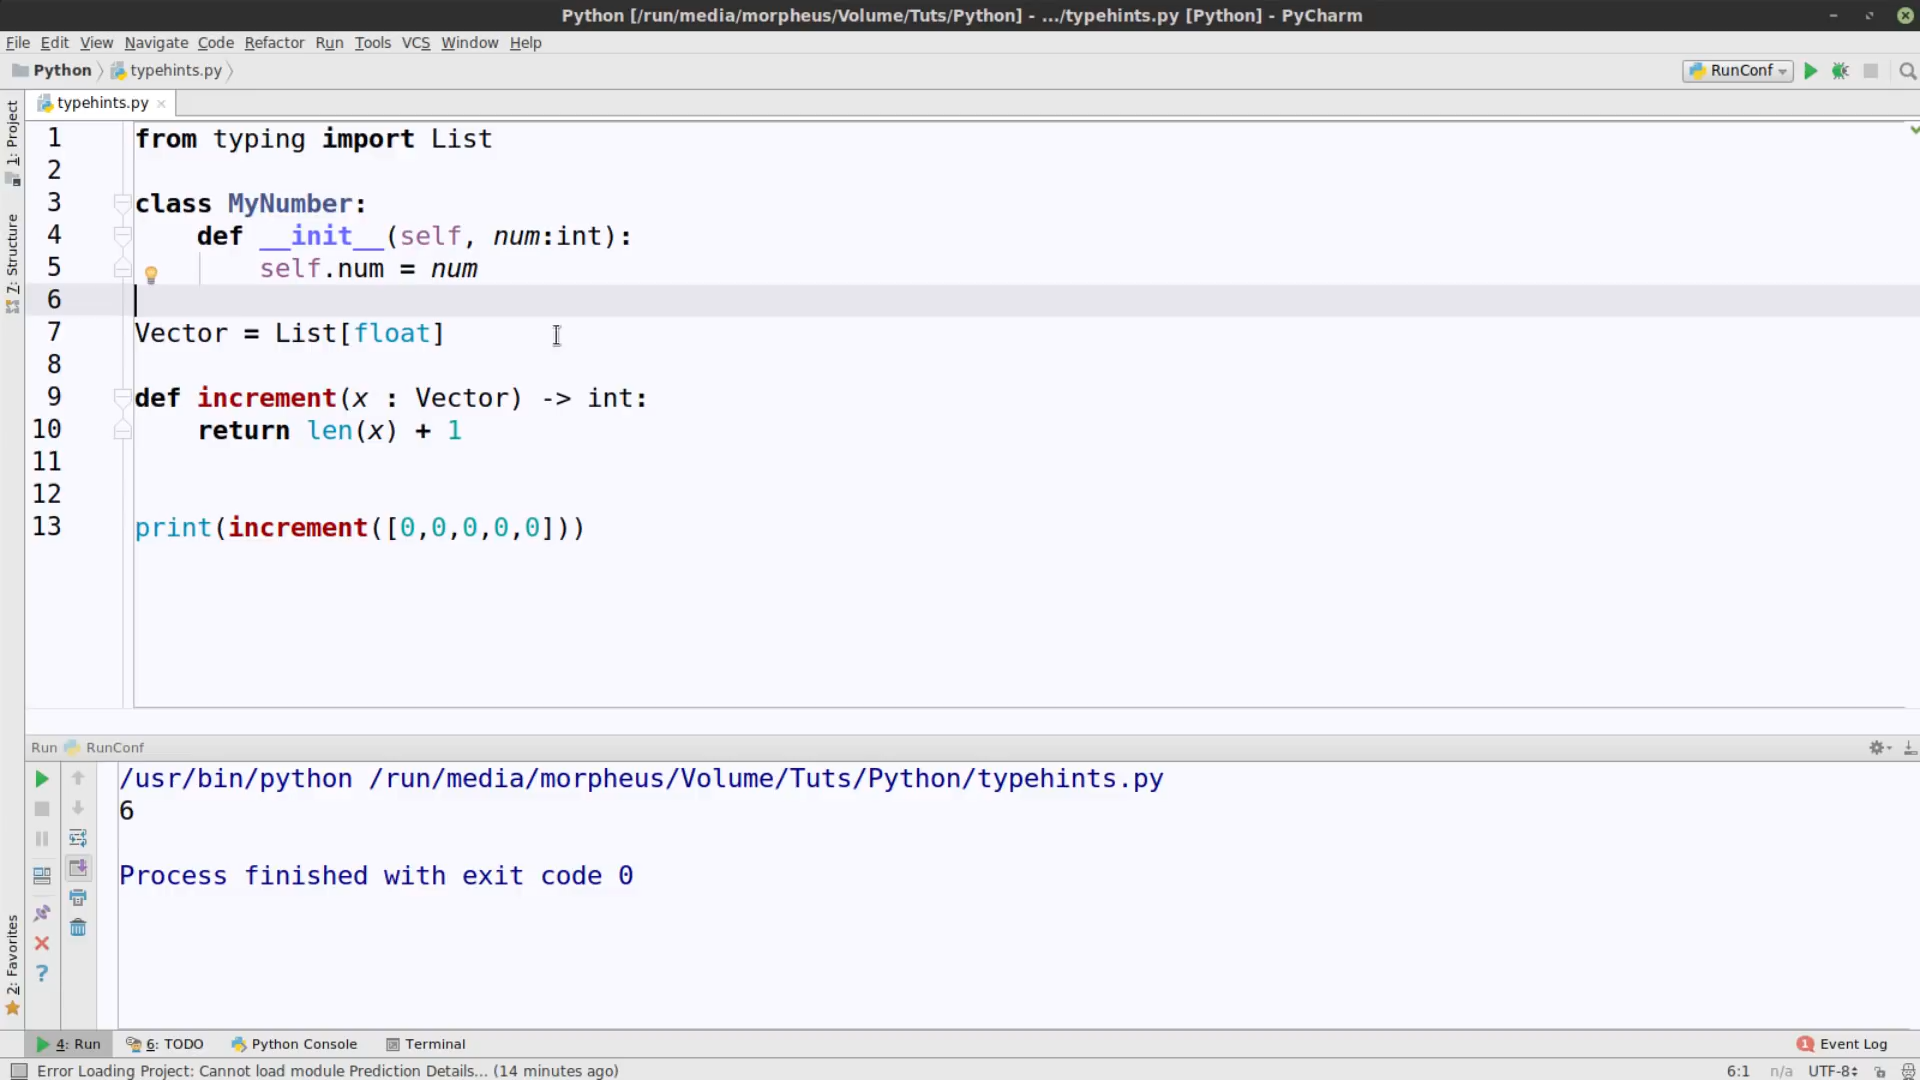 Python [/run/media/morpheus/Volume/Tuts/Python] - .../typehints.py [Python] - PyCharm
File Edit View Navigate Code Refactor Run Tools VCS Window Help
Python typehints.py RunConf
typehints.py
1: Project
7: Structure
2: Favorites
1 from typing import List
2
3 class MyNumber:
4     def __init__(self, num:int):
5         self.num = num
6
7 Vector = List[float]
8
9 def increment(x : Vector) -> int:
10     return len(x) + 1
11
12
13 print(increment([0,0,0,0,0]))
Run RunConf
/usr/bin/python /run/media/morpheus/Volume/Tuts/Python/typehints.py
6
Process finished with exit code 0
4: Run 6: TODO Python Console Terminal 1 Event Log
Error Loading Project: Cannot load module Prediction Details... (14 minutes ago) 6:1 n/a UTF-8